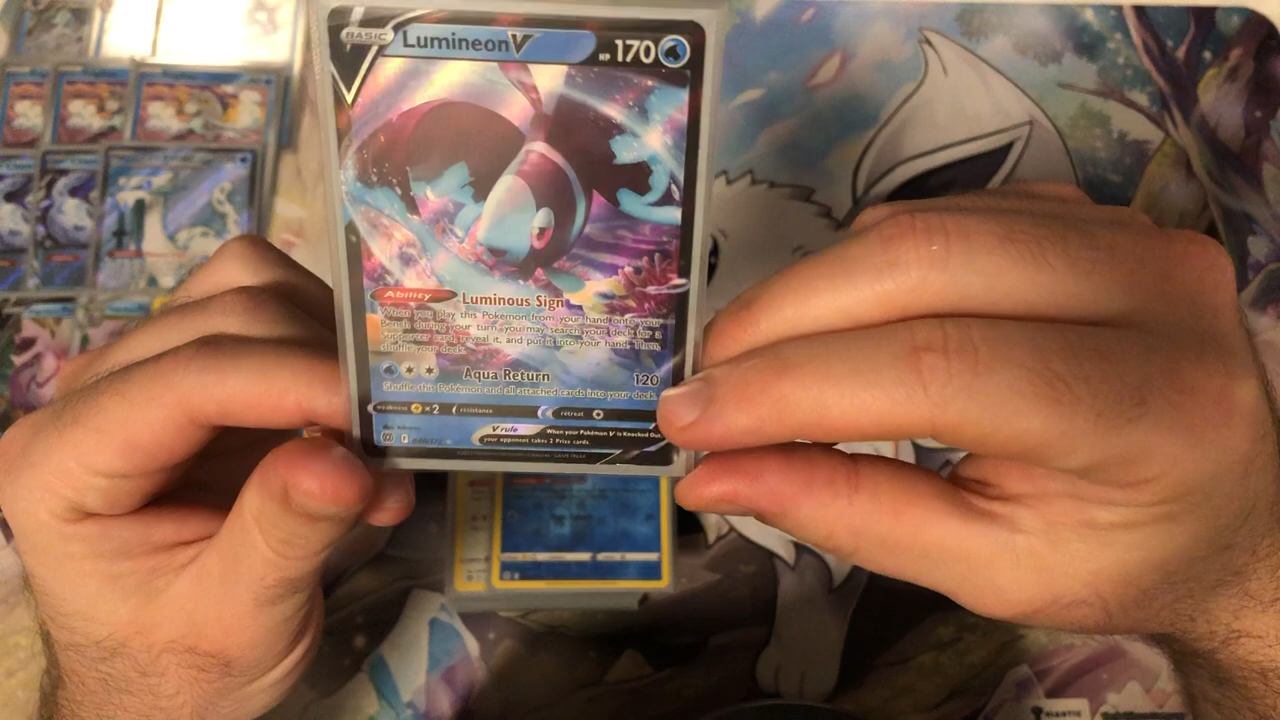 BASIC
Lumineon V
HP 170
Ability Luminous Sign
When you play this Pokémon from your hand onto your
Bench during your turn, you may search your deck for a
Supporter card, reveal it, and put it into your hand. Then,
shuffle your deck.
Aqua Return 120
Shuffle this Pokémon and all attached cards into your deck.
weakness ×2 resistance retreat
V rule When your Pokémon V is Knocked Out,
your opponent takes 2 Prize cards.